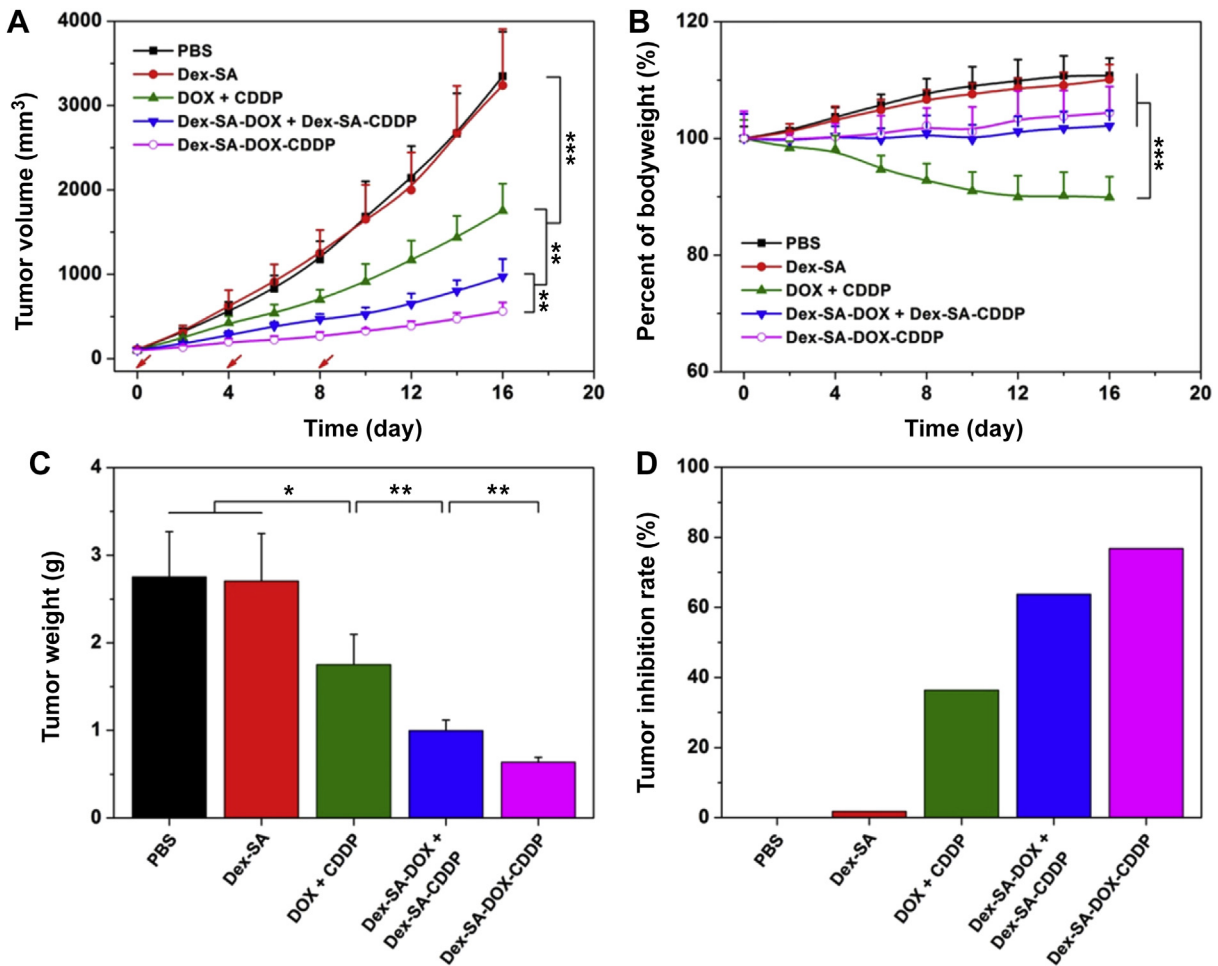 A
Tumor volume (mm³)
4000
3000
2000
1000
0
PBS
Dex-SA
DOX + CDDP
Dex-SA-DOX + Dex-SA-CDDP
Dex-SA-DOX-CDDP
***
**
**
0 4 8 12 16 20
Time (day)
B
Percent of bodyweight (%)
120
100
80
60
***
PBS
Dex-SA
DOX + CDDP
Dex-SA-DOX + Dex-SA-CDDP
Dex-SA-DOX-CDDP
0 4 8 12 16 20
Time (day)
C
Tumor weight (g)
4
3
2
1
0
* ** **
PBS
Dex-SA
DOX + CDDP
Dex-SA-DOX +
Dex-SA-CDDP
Dex-SA-DOX-CDDP
D
Tumor inhibition rate (%)
100
80
60
40
20
0
PBS
Dex-SA
DOX + CDDP
Dex-SA-DOX +
Dex-SA-CDDP
Dex-SA-DOX-CDDP